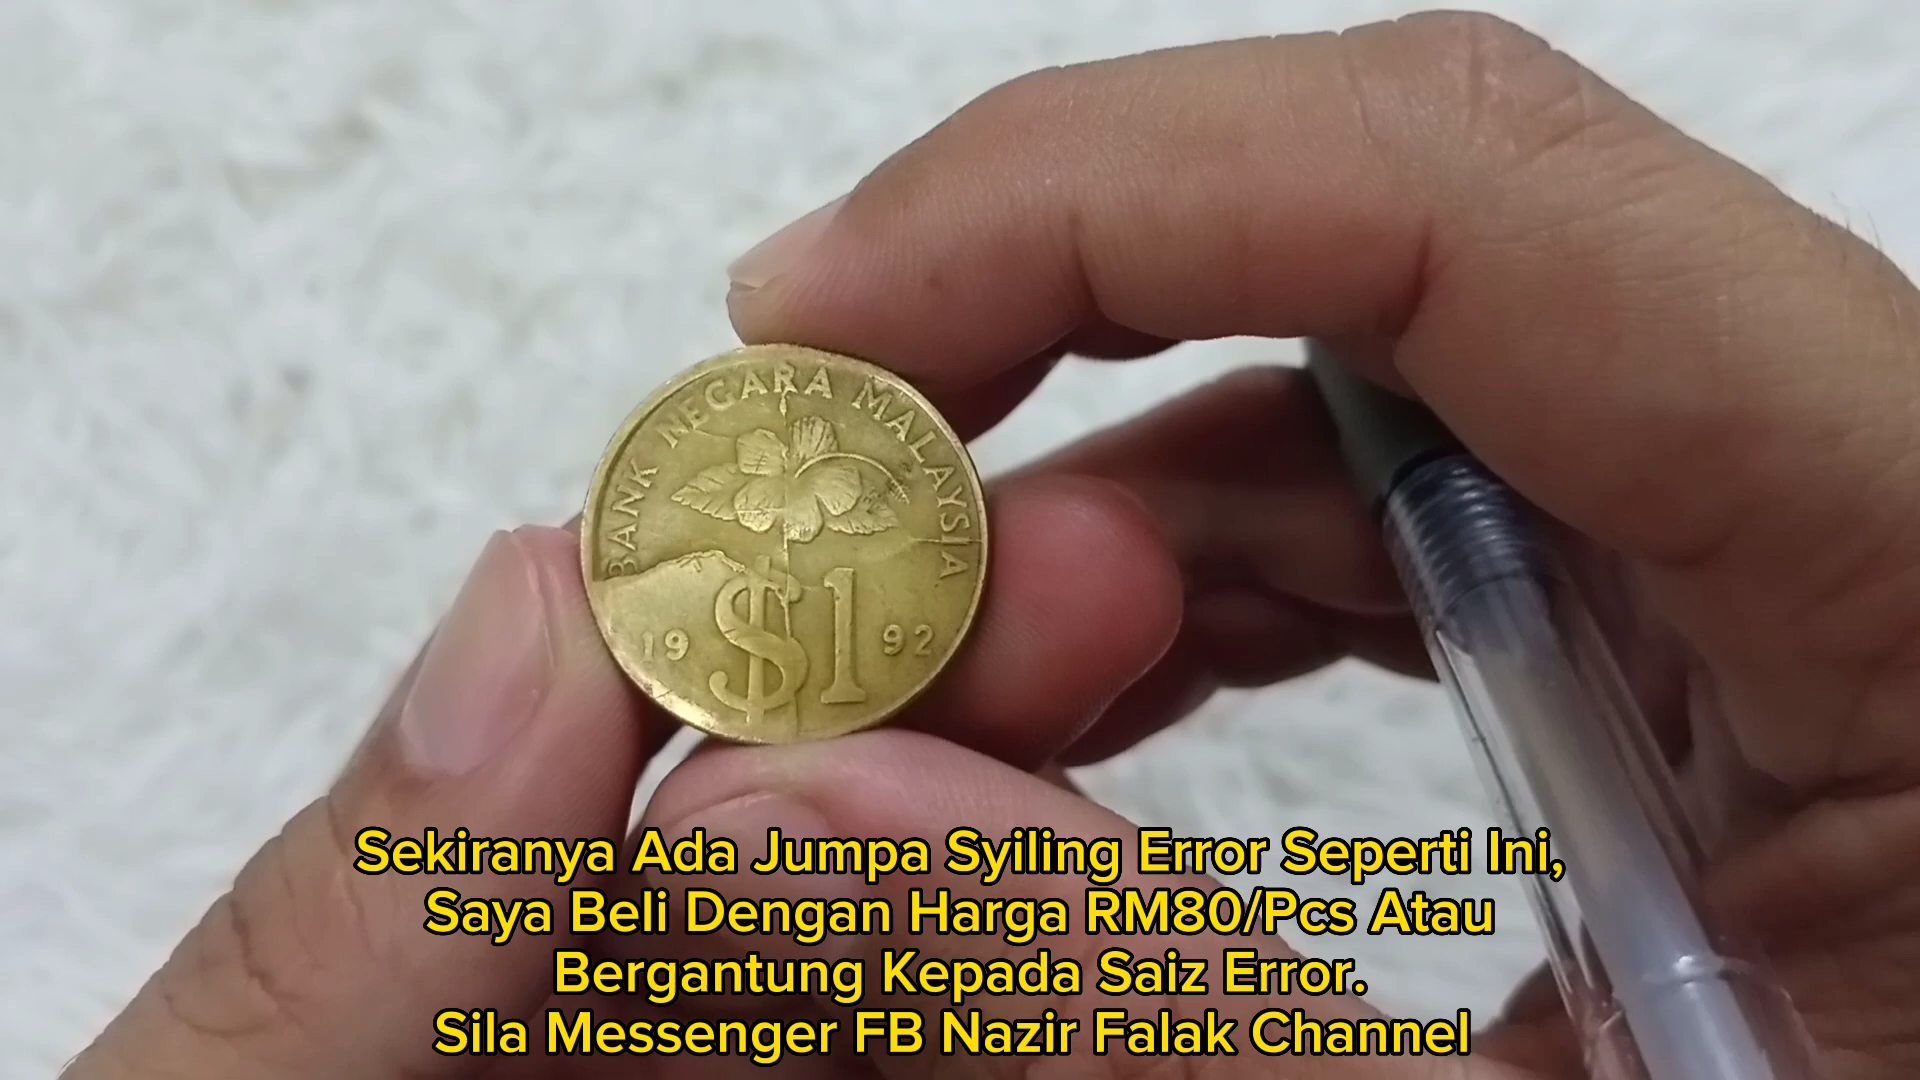 BANK NEGARA MALAYSIA
19 $1 92
Sekiranya Ada Jumpa Syiling Error Seperti Ini,
Saya Beli Dengan Harga RM80/Pcs Atau
Bergantung Kepada Saiz Error.
Sila Messenger FB Nazir Falak Channel